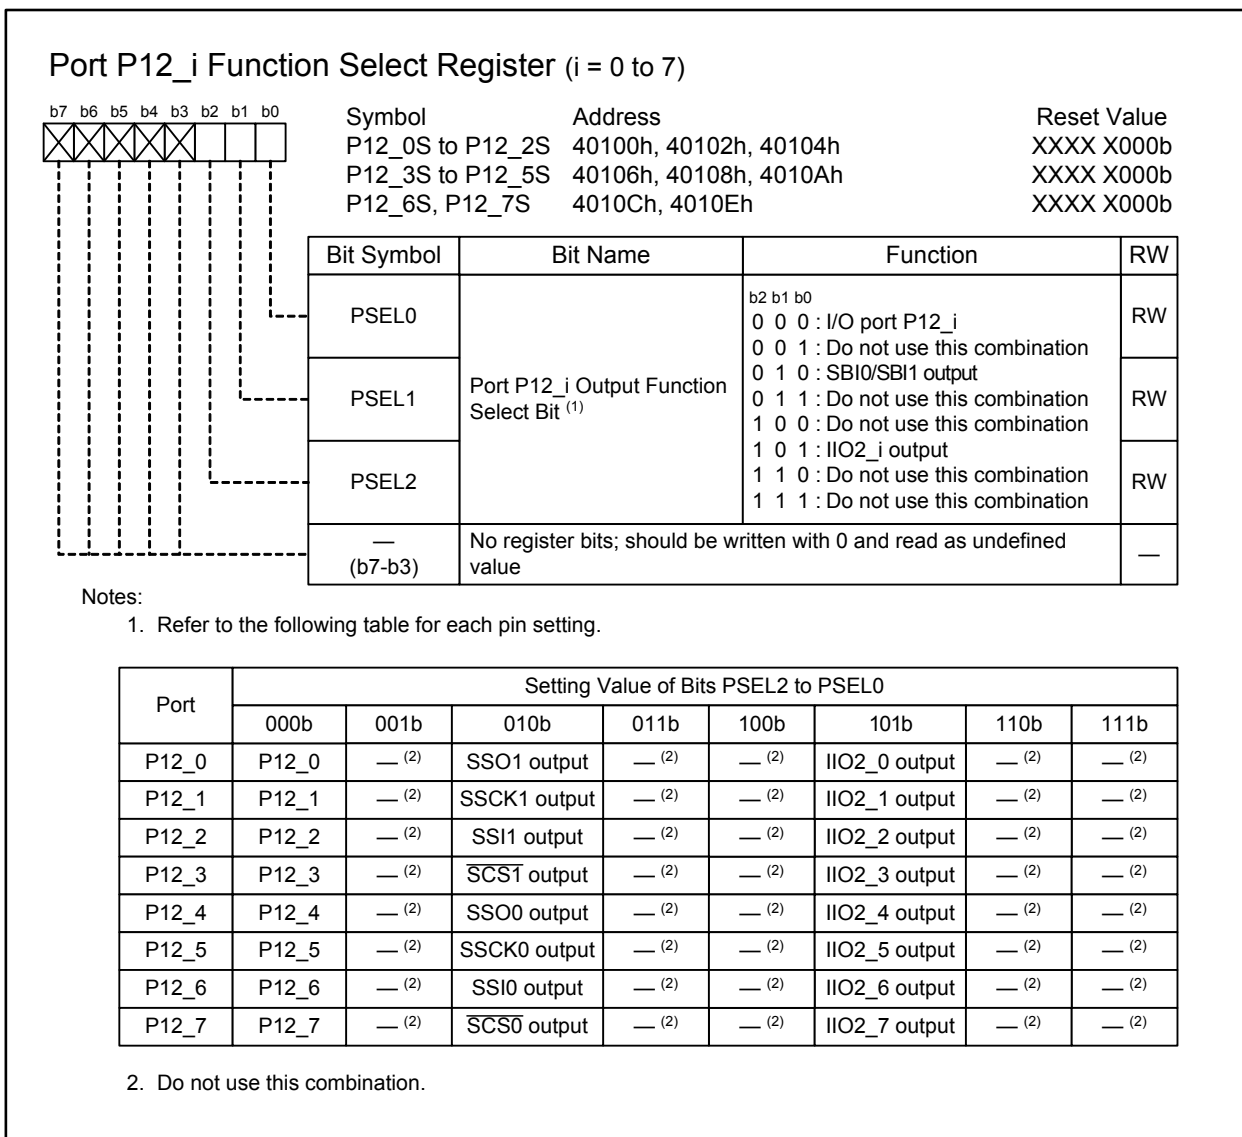 Port P12_i Function Select Register (i = 0 to 7)
b7 b6 b5 b4 b3 b2 b1 b0
Symbol Address Reset Value
P12_0S to P12_2S 40100h, 40102h, 40104h XXXX X000b
P12_3S to P12_5S 40106h, 40108h, 4010Ah XXXX X000b
P12_6S, P12_7S 4010Ch, 4010Eh XXXX X000b
Bit Symbol Bit Name Function RW
PSEL0 RW
PSEL1 RW
PSEL2 RW
Port P12_i Output Function
Select Bit (1)
b2 b1 b0
0 0 0 : I/O port P12_i
0 0 1 : Do not use this combination
0 1 0 : SBI0/SBI1 output
0 1 1 : Do not use this combination
1 0 0 : Do not use this combination
1 0 1 : IIO2_i output
1 1 0 : Do not use this combination
1 1 1 : Do not use this combination
—
(b7-b3)
No register bits; should be written with 0 and read as undefined
value
—
Notes:
1. Refer to the following table for each pin setting.
Port Setting Value of Bits PSEL2 to PSEL0
000b 001b 010b 011b 100b 101b 110b 111b
P12_0 P12_0 — (2) SSO1 output — (2) — (2) IIO2_0 output — (2) — (2)
P12_1 P12_1 — (2) SSCK1 output — (2) — (2) IIO2_1 output — (2) — (2)
P12_2 P12_2 — (2) SSI1 output — (2) — (2) IIO2_2 output — (2) — (2)
P12_3 P12_3 — (2) S̅C̅S̅1̅ output — (2) — (2) IIO2_3 output — (2) — (2)
P12_4 P12_4 — (2) SSO0 output — (2) — (2) IIO2_4 output — (2) — (2)
P12_5 P12_5 — (2) SSCK0 output — (2) — (2) IIO2_5 output — (2) — (2)
P12_6 P12_6 — (2) SSI0 output — (2) — (2) IIO2_6 output — (2) — (2)
P12_7 P12_7 — (2) S̅C̅S̅0̅ output — (2) — (2) IIO2_7 output — (2) — (2)
2. Do not use this combination.